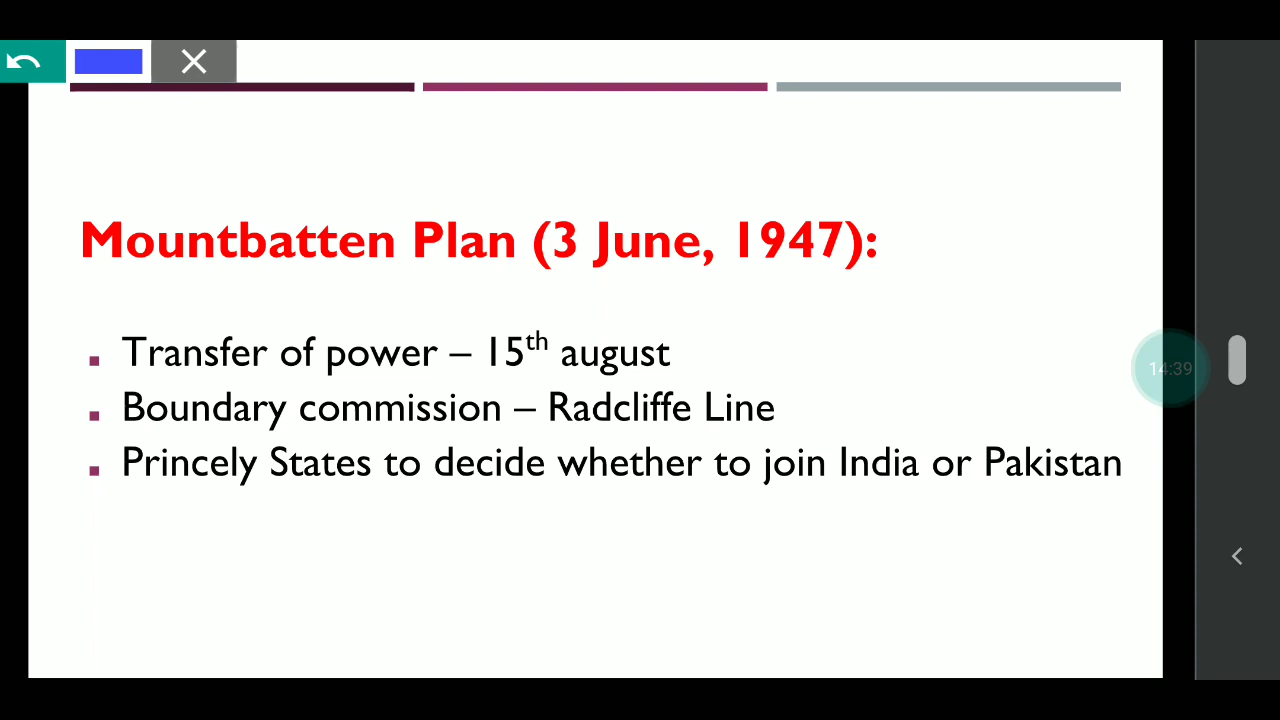 Mountbatten Plan (3 June, 1947):
Transfer of power – 15th august
Boundary commission – Radcliffe Line
Princely States to decide whether to join India or Pakistan
14:39